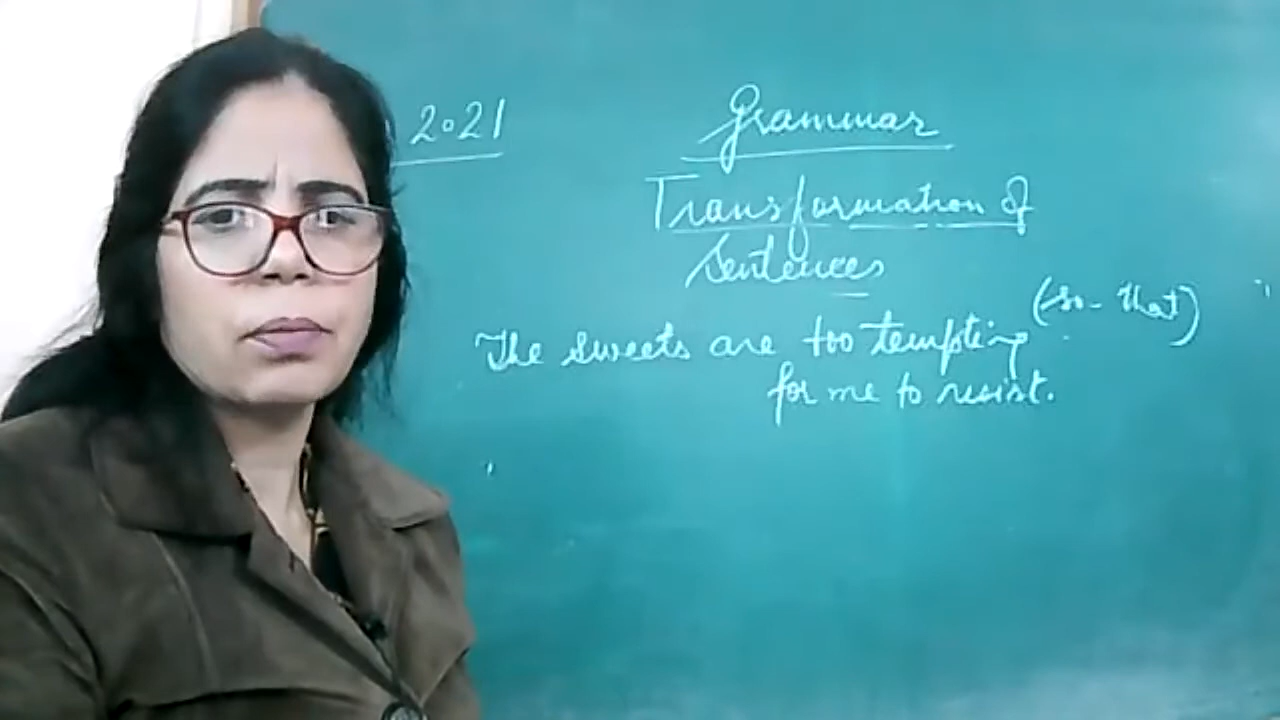 2021
Grammar
Transformation of
Sentences
(so - that)
The sweets are too tempting
for me to resist.